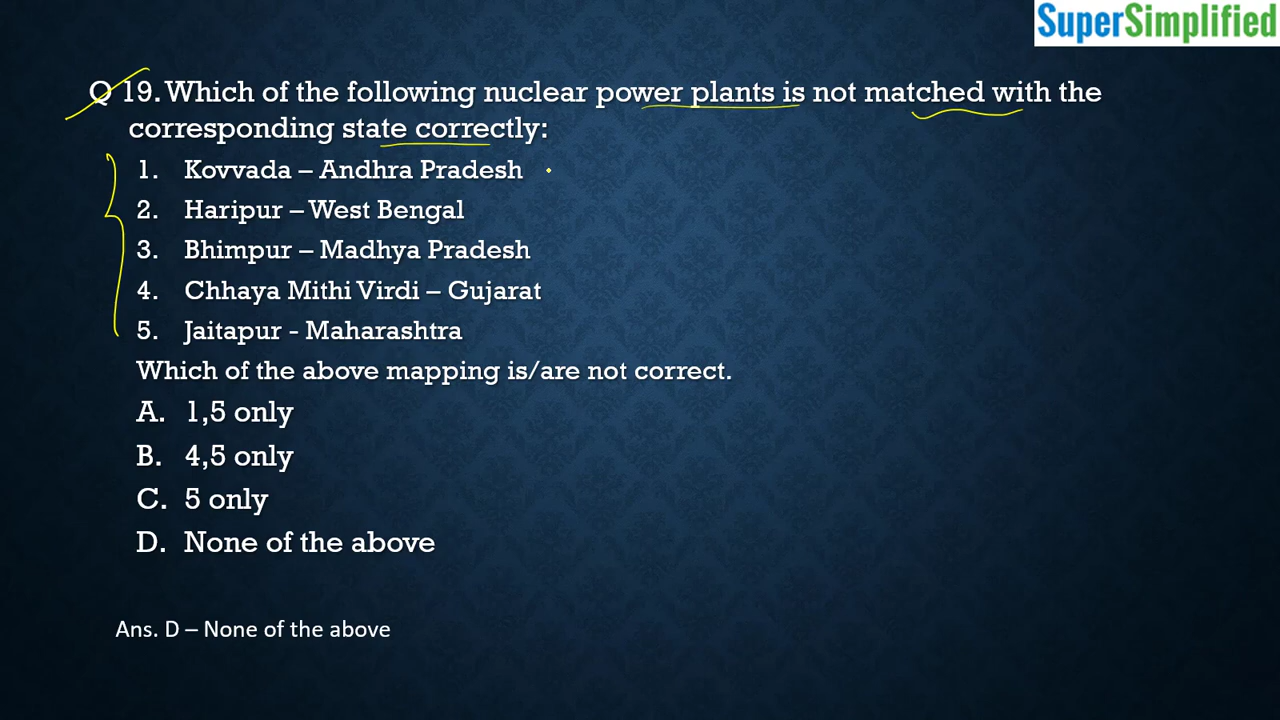 SuperSimplified
Q 19. Which of the following nuclear power plants is not matched with the
corresponding state correctly:
1. Kovvada – Andhra Pradesh
2. Haripur – West Bengal
3. Bhimpur – Madhya Pradesh
4. Chhaya Mithi Virdi – Gujarat
5. Jaitapur - Maharashtra
Which of the above mapping is/are not correct.
A. 1,5 only
B. 4,5 only
C. 5 only
D. None of the above
Ans. D – None of the above